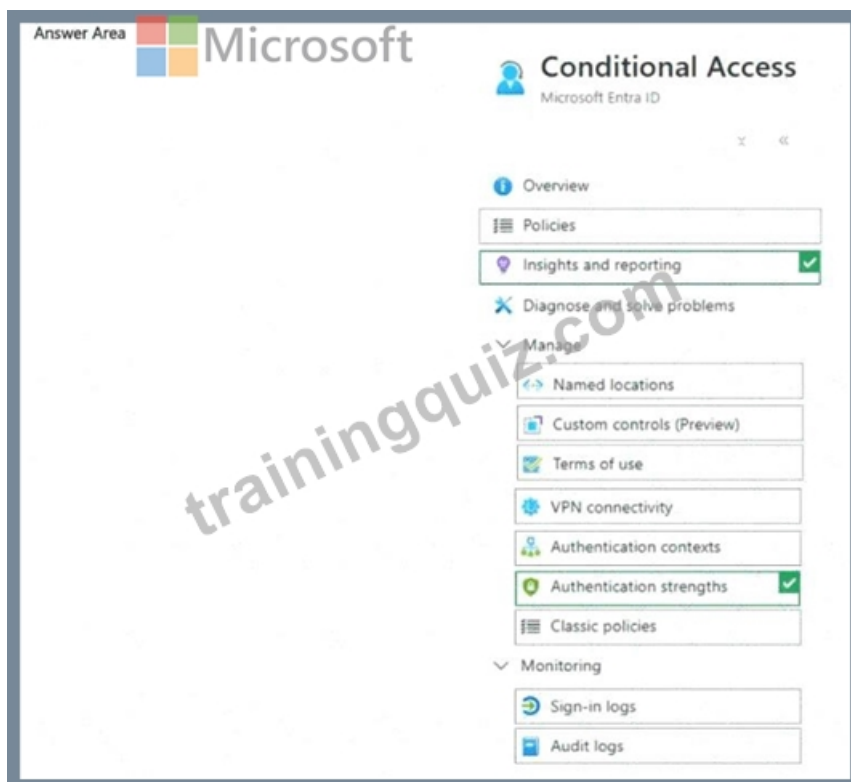 Answer Area
Microsoft
Conditional Access
Microsoft Entra ID
Overview
Policies
Insights and reporting
Diagnose and solve problems
Manage
Named locations
Custom controls (Preview)
Terms of use
VPN connectivity
Authentication contexts
Authentication strengths
Classic policies
Monitoring
Sign-in logs
Audit logs
trainingquiz.com